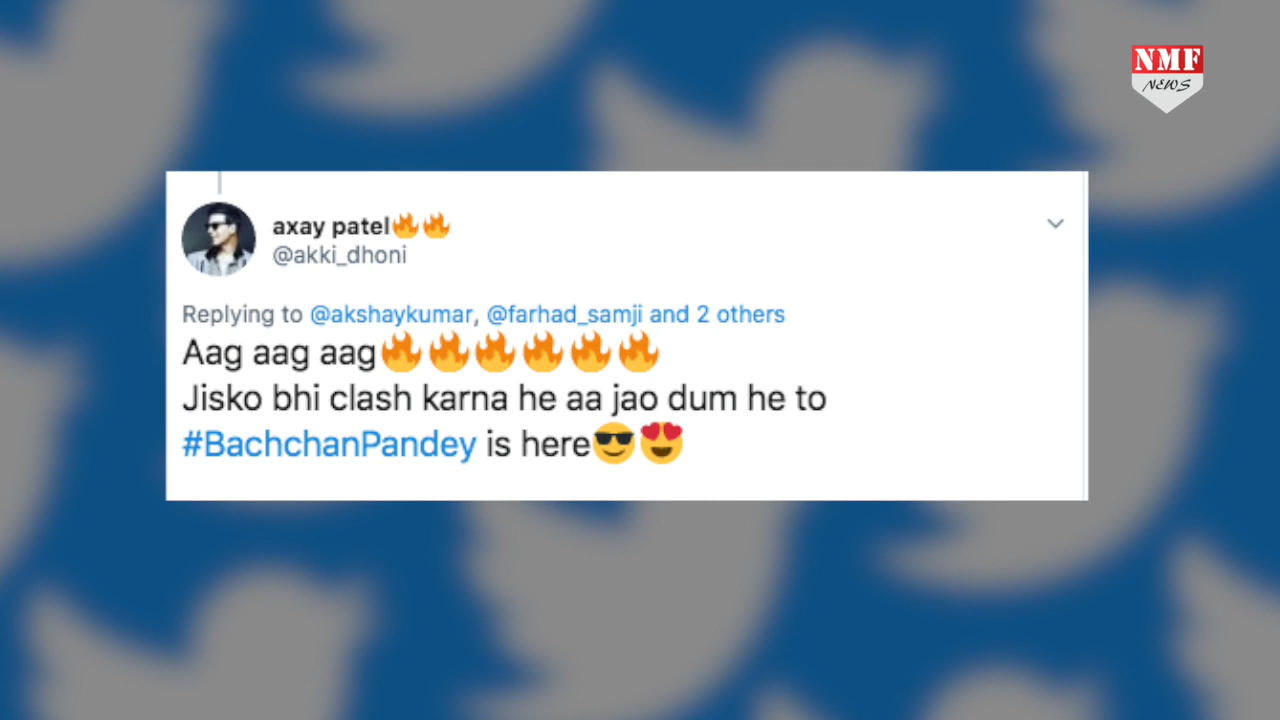 NMF
NEWS
axay patel🔥🔥
@akki_dhoni
Replying to @akshaykumar, @farhad_samji and 2 others
Aag aag aag🔥🔥🔥🔥🔥🔥
Jisko bhi clash karna he aa jao dum he to
#BachchanPandey is here😎😍